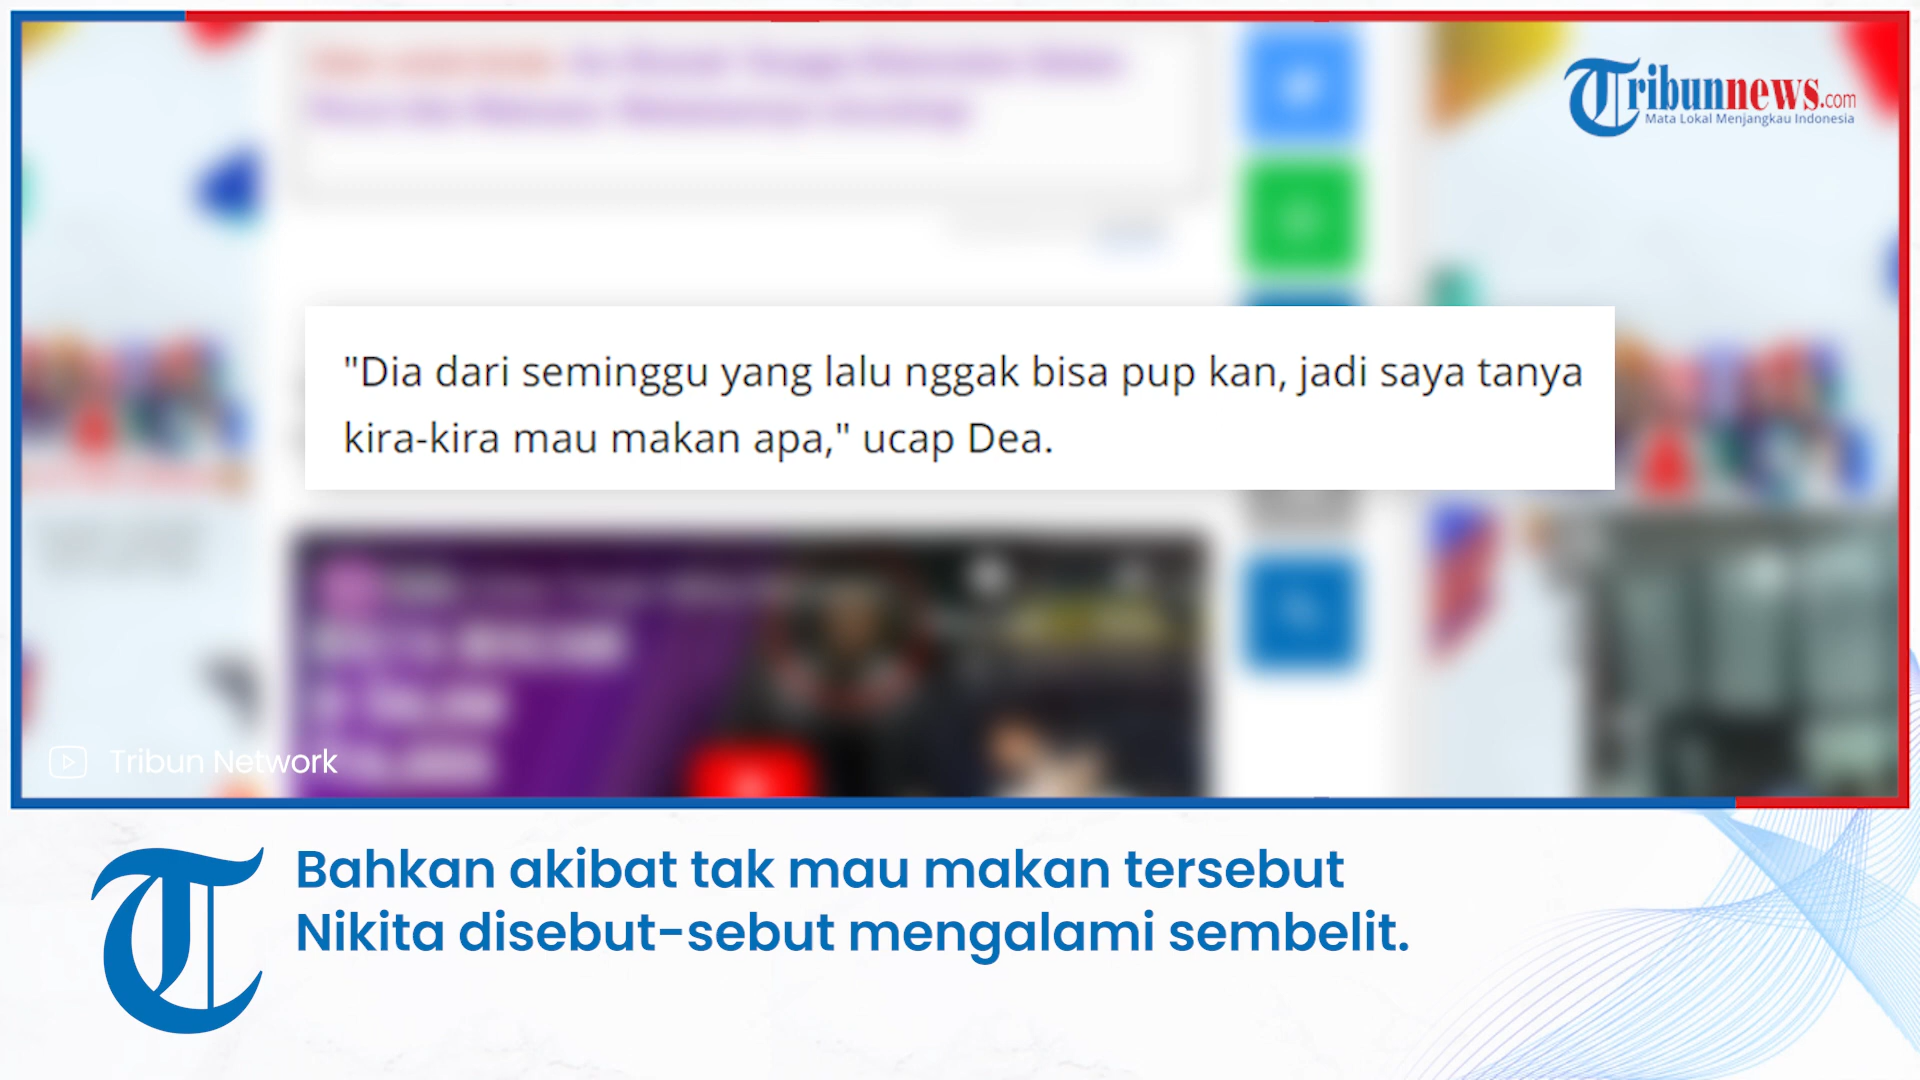 Tribunnews.com
Mata Lokal Menjangkau Indonesia
"Dia dari seminggu yang lalu nggak bisa pup kan, jadi saya tanya
kira-kira mau makan apa," ucap Dea.
Tribun Network
Bahkan akibat tak mau makan tersebut
Nikita disebut-sebut mengalami sembelit.